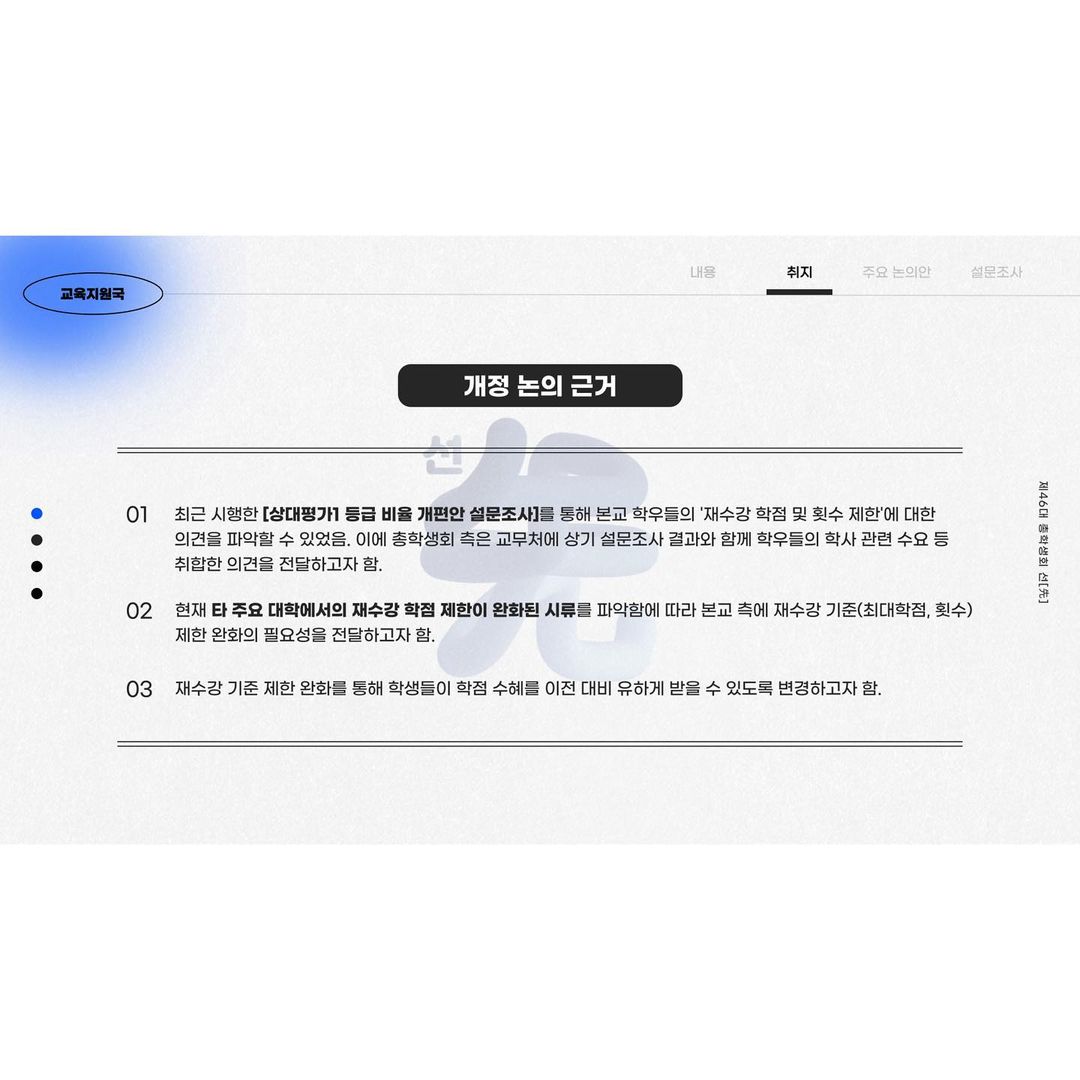 교육지원국
내용 취지 주요 논의안 설문조사
개정 논의 근거
선
先
01 최근 시행한 [상대평가1 등급 비율 개편안 설문조사]를 통해 본교 학우들의 '재수강 학점 및 횟수 제한'에 대한
의견을 파악할 수 있었음. 이에 총학생회 측은 교무처에 상기 설문조사 결과와 함께 학우들의 학사 관련 수요 등
취합한 의견을 전달하고자 함.
02 현재 타 주요 대학에서의 재수강 학점 제한이 완화된 시류를 파악함에 따라 본교 측에 재수강 기준(최대학점, 횟수)
제한 완화의 필요성을 전달하고자 함.
03 재수강 기준 제한 완화를 통해 학생들이 학점 수혜를 이전 대비 유하게 받을 수 있도록 변경하고자 함.
제46대 총학생회 선[先]